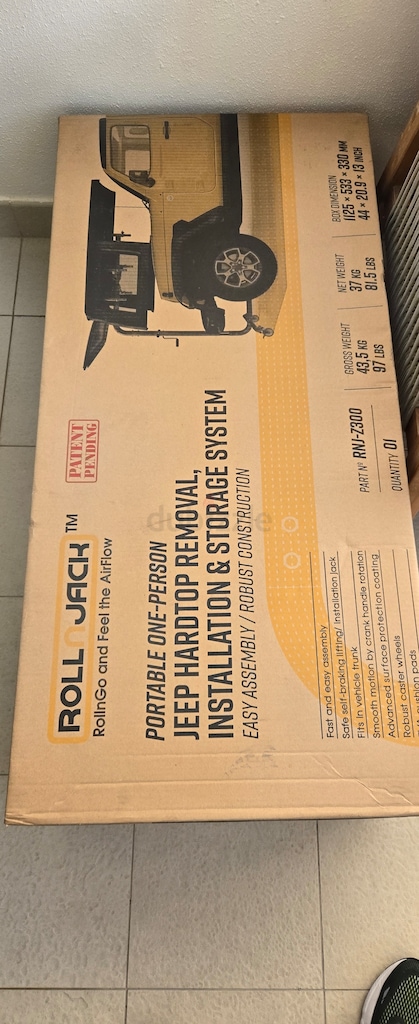 ROLL n JACK™
RollnGo and Feel the AirFlow
PATENT
PENDING
PORTABLE ONE-PERSON
JEEP HARDTOP REMOVAL,
INSTALLATION & STORAGE SYSTEM
EASY ASSEMBLY / ROBUST CONSTRUCTION
Fast and easy assembly
Safe self-braking lifting/ installation jack
Fits in vehicle trunk
Smooth motion by crank handle rotation
Advanced surface protection coating
Robust caster wheels
cushion pads
PART Nº RNJ-Z300
QUANTITY 01
GROSS WEIGHT
43,5 KG
97 LBS
NET WEIGHT
37 KG
81.5 LBS
BOX DIMENSION
1125 × 533 × 330 MM
44 × 20.9 × 13 INCH